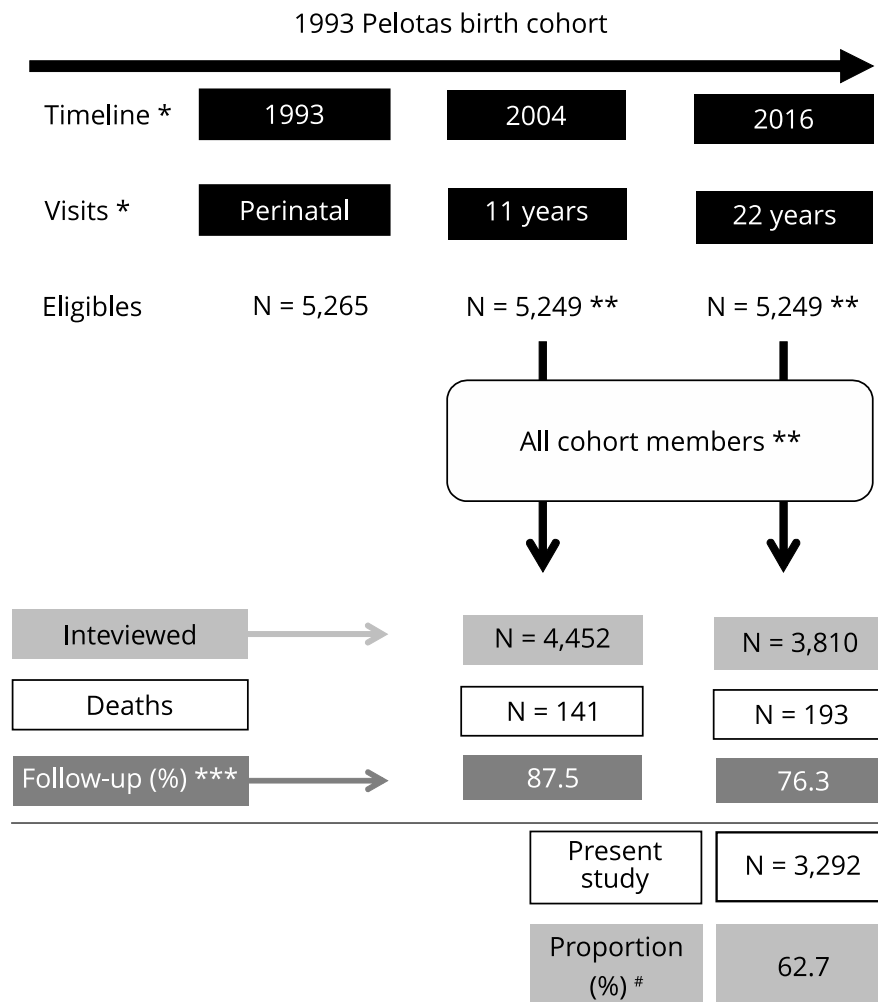 1993 Pelotas birth cohort
Timeline * 1993 2004 2016
Visits * Perinatal 11 years 22 years
Eligibles N = 5,265 N = 5,249 ** N = 5,249 **
All cohort members **
Inteviewed N = 4,452 N = 3,810
Deaths N = 141 N = 193
Follow-up (%) *** 87.5 76.3
Present
study N = 3,292
Proportion
(%) # 62.7